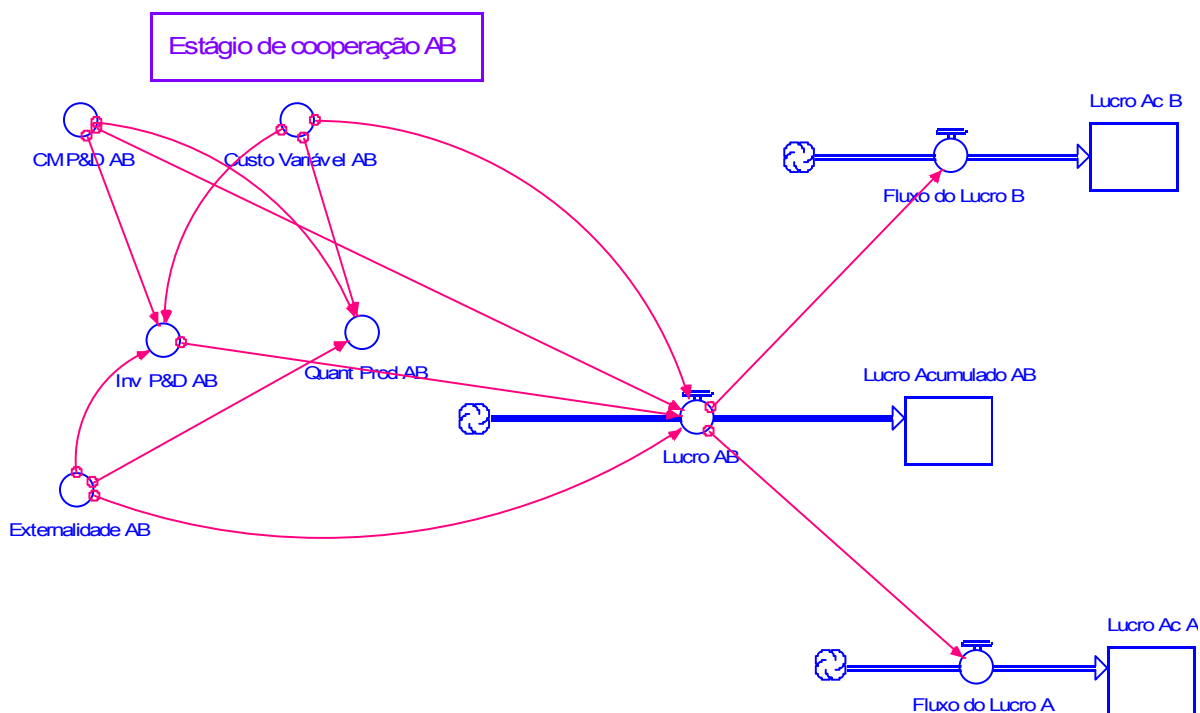 Estágio de cooperação AB
Lucro Ac B
CM P&D AB
Custo Variável AB
Fluxo do Lucro B
Inv P&D AB
Quant Prod AB
Lucro Acumulado AB
Lucro AB
Externalidade AB
Lucro Ac A
Fluxo do Lucro A